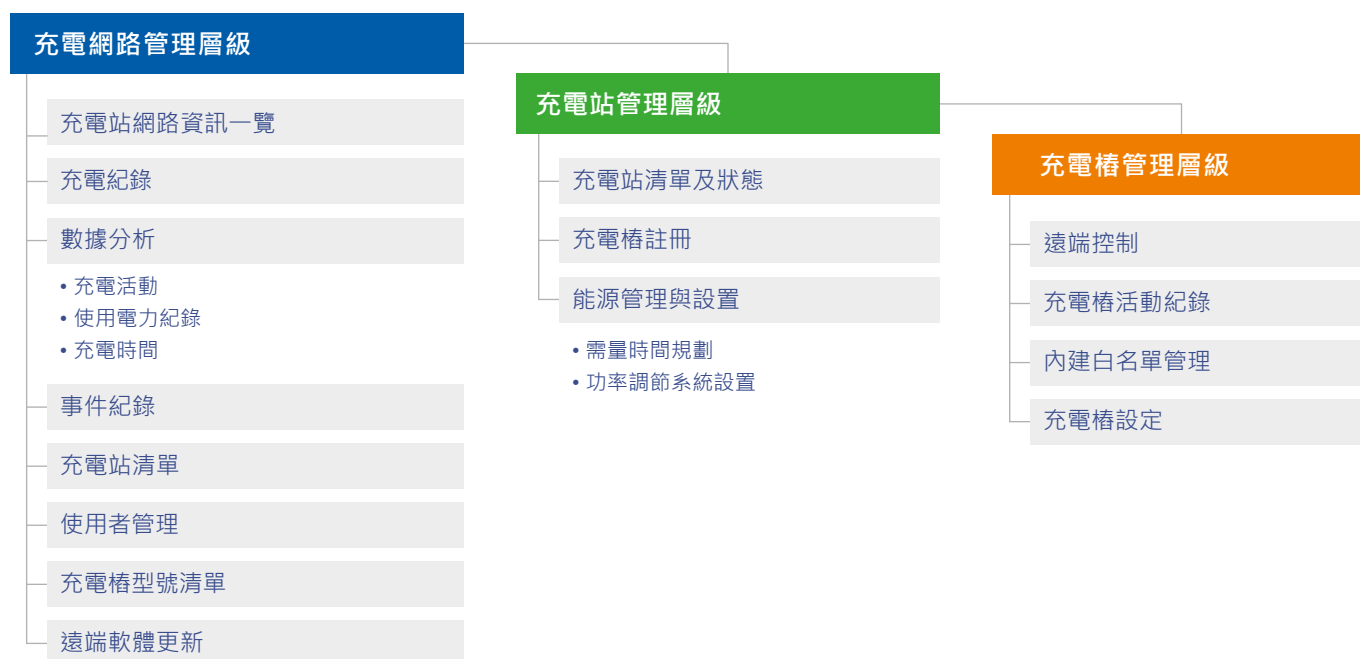 充電網路管理層級
充電站網路資訊一覽
充電紀錄
數據分析
• 充電活動
• 使用電力紀錄
• 充電時間
事件紀錄
充電站清單
使用者管理
充電樁型號清單
遠端軟體更新
充電站管理層級
充電站清單及狀態
充電樁註冊
能源管理與設置
• 需量時間規劃
• 功率調節系統設置
充電樁管理層級
遠端控制
充電樁活動紀錄
內建白名單管理
充電樁設定